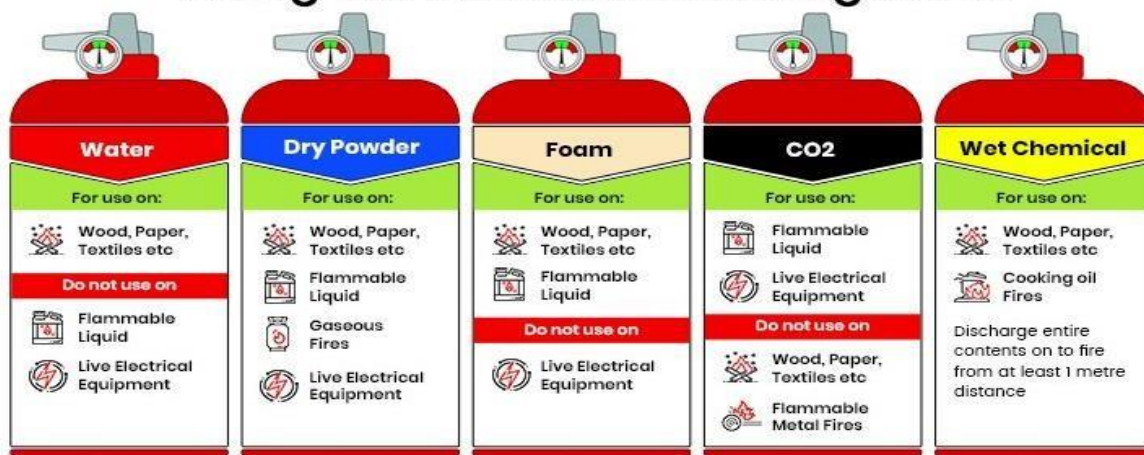 Water
For use on:
Wood, Paper,
Textiles etc
Do not use on
Flammable
Liquid
Live Electrical
Equipment
Dry Powder
For use on:
Wood, Paper,
Textiles etc
Flammable
Liquid
Gaseous
Fires
Live Electrical
Equipment
Foam
For use on:
Wood, Paper,
Textiles etc
Flammable
Liquid
Do not use on
Live Electrical
Equipment
CO2
For use on:
Flammable
Liquid
Live Electrical
Equipment
Do not use on
Wood, Paper,
Textiles etc
Flammable
Metal Fires
Wet Chemical
For use on:
Wood, Paper,
Textiles etc
Cooking oil
Fires
Discharge entire
contents on to fire
from at least 1 metre
distance